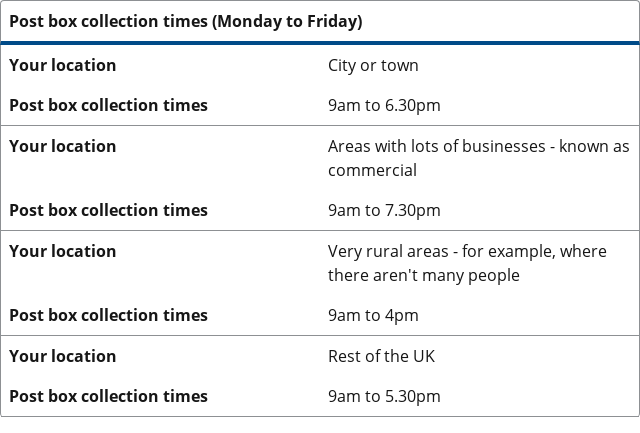 Post box collection times (Monday to Friday)
Your location City or town
Post box collection times 9am to 6.30pm
Your location Areas with lots of businesses - known as
commercial
Post box collection times 9am to 7.30pm
Your location Very rural areas - for example, where
there aren't many people
Post box collection times 9am to 4pm
Your location Rest of the UK
Post box collection times 9am to 5.30pm